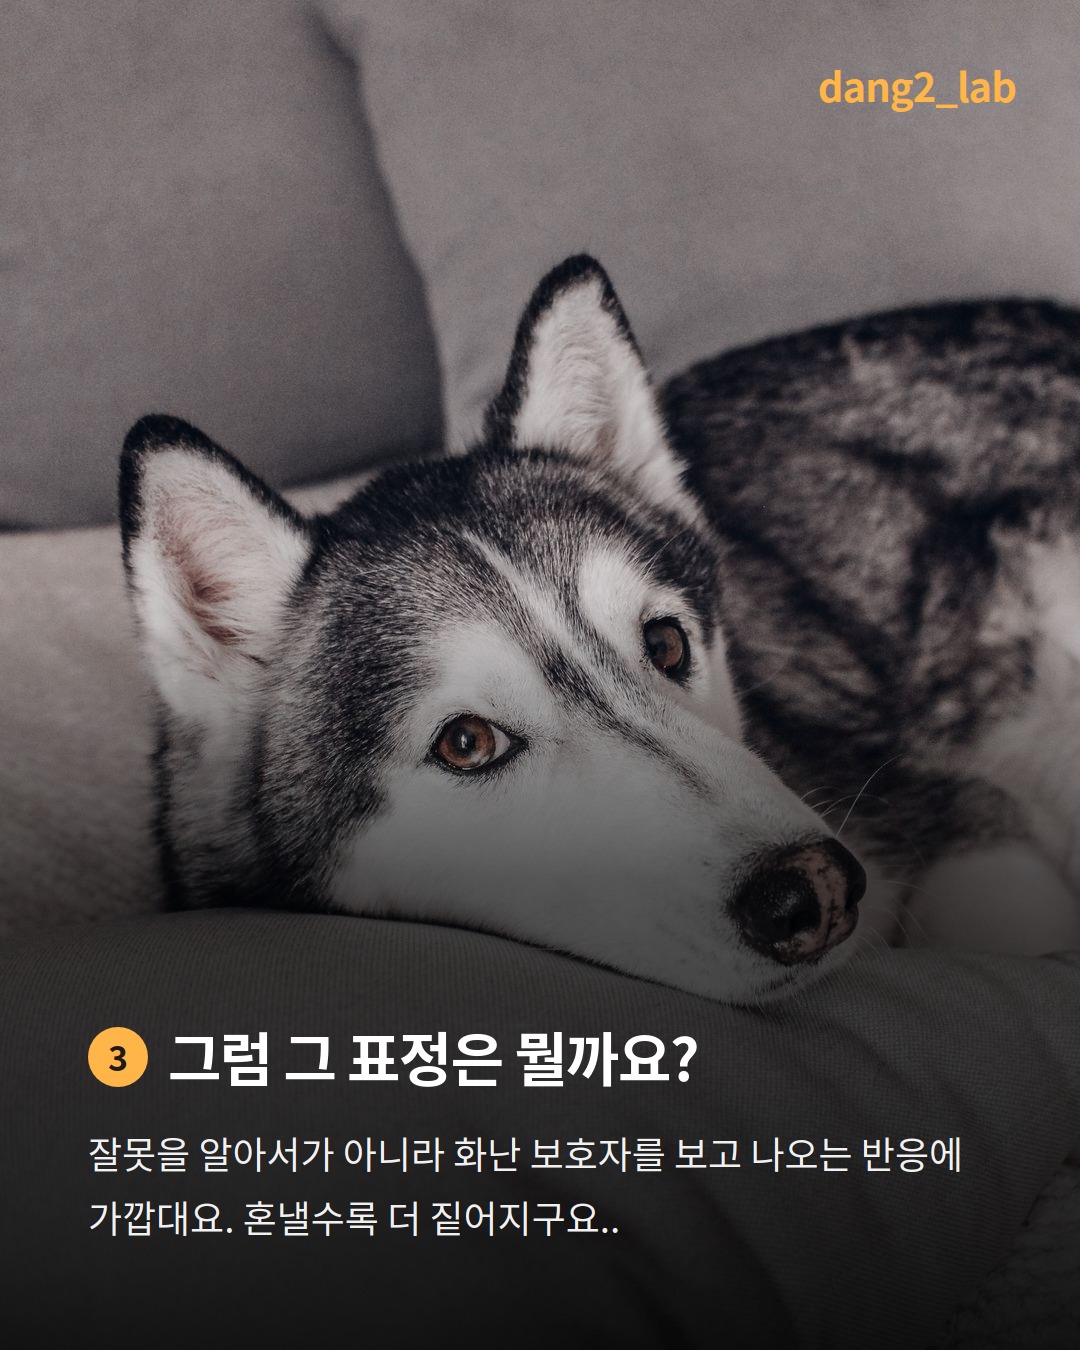 dang2_lab
3 그럼 그 표정은 뭘까요?
잘못을 알아서가 아니라 화난 보호자를 보고 나오는 반응에
가깝대요. 혼낼수록 더 짙어지구요..